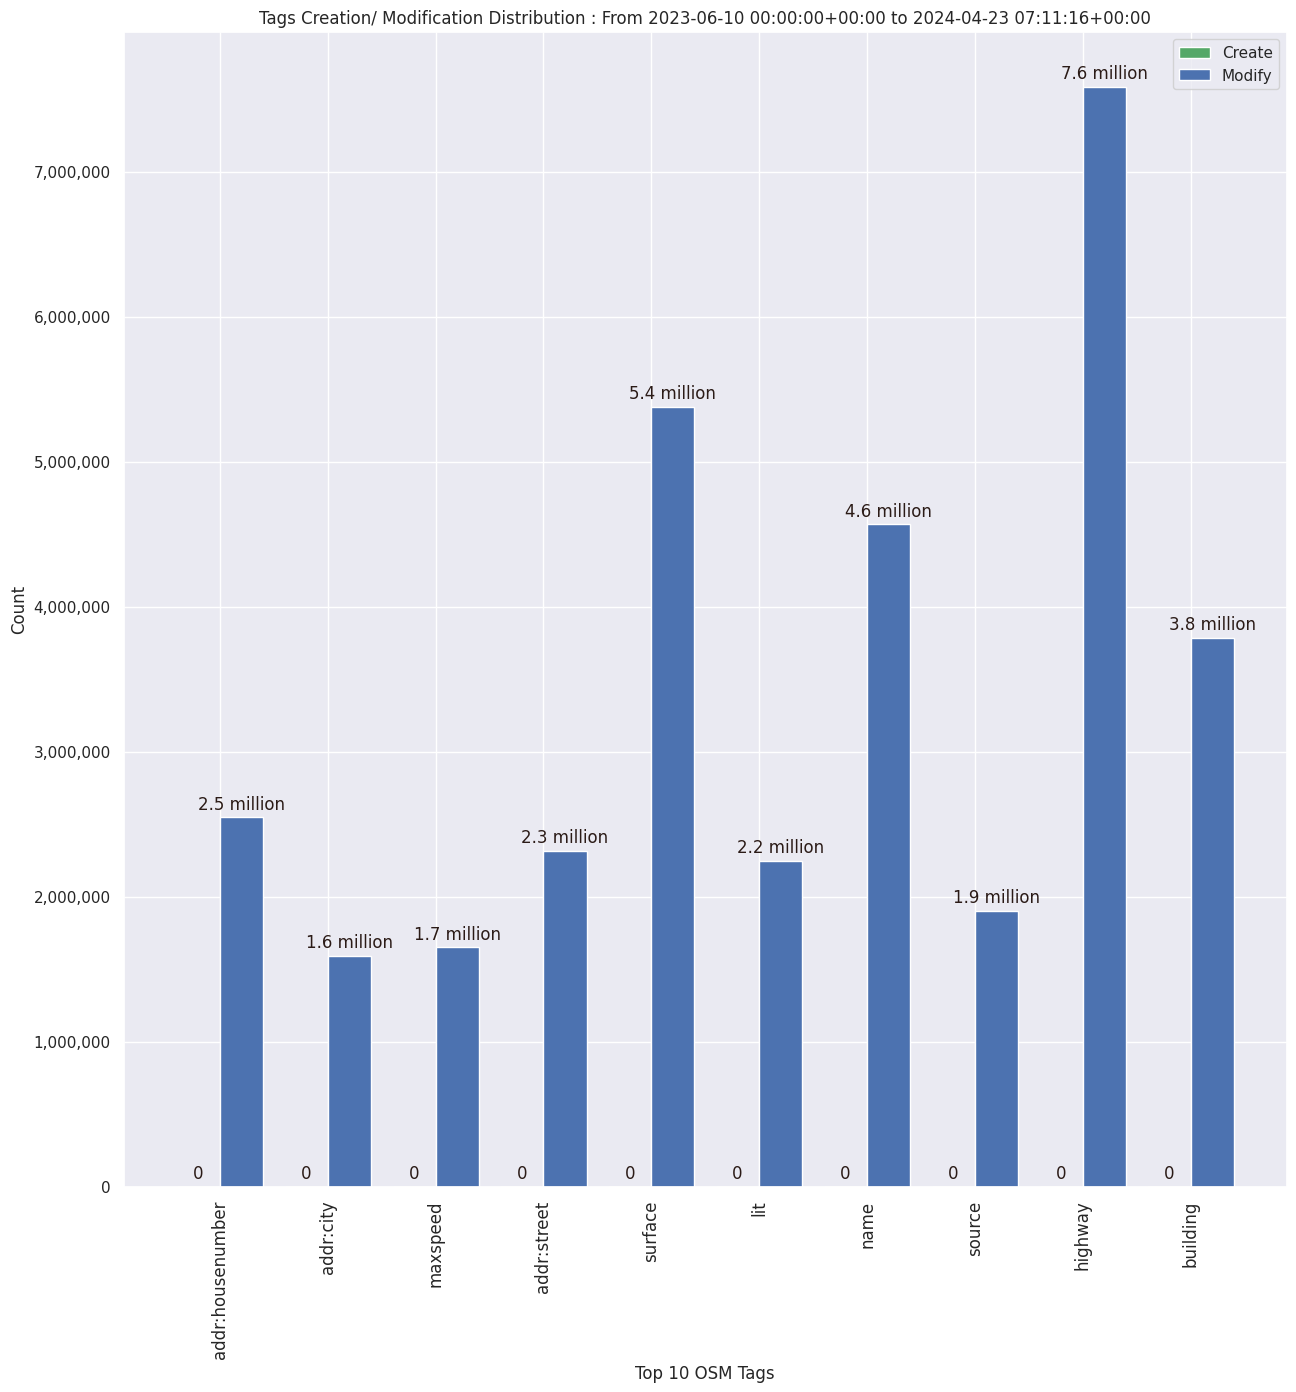 Tags Creation/ Modification Distribution : From 2023-06-10 00:00:00+00:00 to 2024-04-23 07:11:16+00:00
Create
Modify
7.6 million
7,000,000
6,000,000
5.4 million
5,000,000
4.6 million
4,000,000
3.8 million
3,000,000
2.5 million
2.3 million
2.2 million
2,000,000
1.9 million
1.7 million
1.6 million
1,000,000
0 0 0 0 0 0 0 0 0 0
0
Count
addr:housenumber
addr:city
maxspeed
addr:street
surface
lit
name
source
highway
building
Top 10 OSM Tags